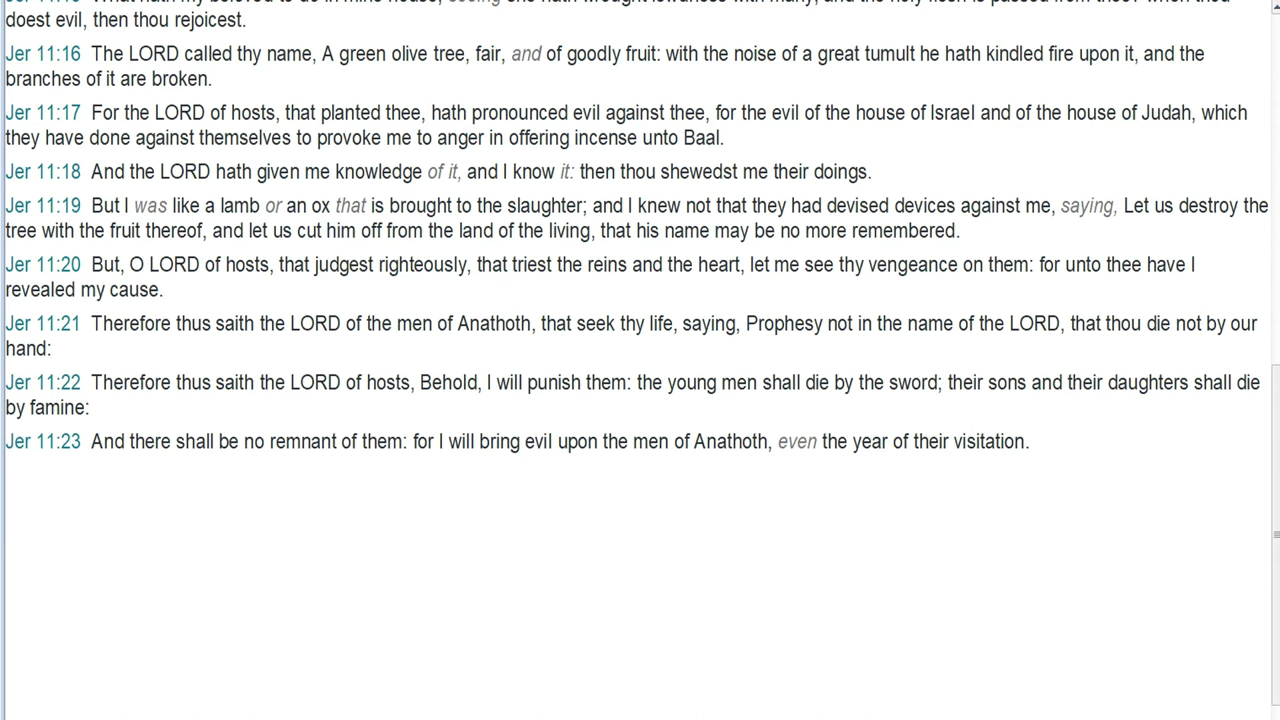 doest evil, then thou rejoicest.
Jer 11:16 The LORD called thy name, A green olive tree, fair, and of goodly fruit: with the noise of a great tumult he hath kindled fire upon it, and the
branches of it are broken.
Jer 11:17 For the LORD of hosts, that planted thee, hath pronounced evil against thee, for the evil of the house of Israel and of the house of Judah, which
they have done against themselves to provoke me to anger in offering incense unto Baal.
Jer 11:18 And the LORD hath given me knowledge of it, and I know it: then thou shewedst me their doings.
Jer 11:19 But I was like a lamb or an ox that is brought to the slaughter; and I knew not that they had devised devices against me, saying, Let us destroy the
tree with the fruit thereof, and let us cut him off from the land of the living, that his name may be no more remembered.
Jer 11:20 But, O LORD of hosts, that judgest righteously, that triest the reins and the heart, let me see thy vengeance on them: for unto thee have I
revealed my cause.
Jer 11:21 Therefore thus saith the LORD of the men of Anathoth, that seek thy life, saying, Prophesy not in the name of the LORD, that thou die not by our
hand:
Jer 11:22 Therefore thus saith the LORD of hosts, Behold, I will punish them: the young men shall die by the sword; their sons and their daughters shall die
by famine:
Jer 11:23 And there shall be no remnant of them: for I will bring evil upon the men of Anathoth, even the year of their visitation.